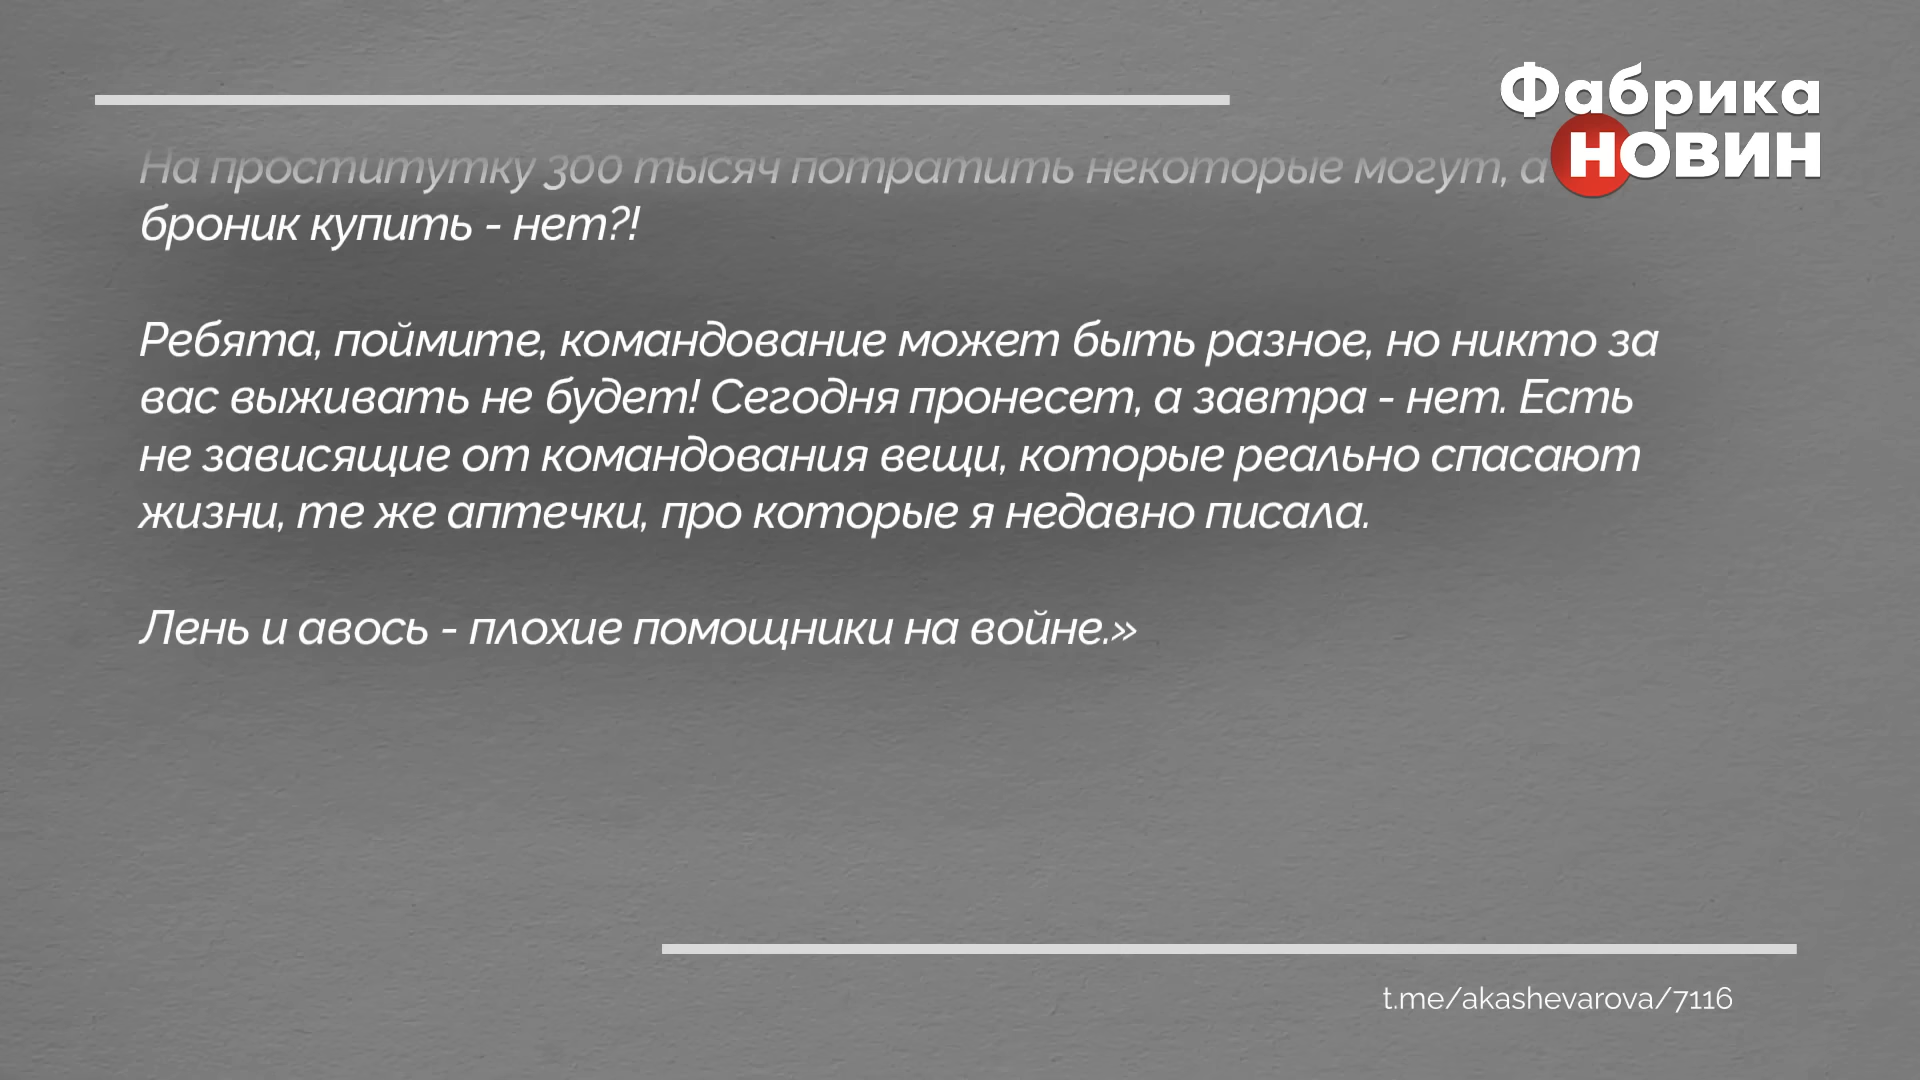 Фабрика
новин
На проститутку 300 тысяч потратить некоторые могут, а
броник купить - нет?!
Ребята, поймите, командование может быть разное, но никто за
вас выживать не будет! Сегодня пронесет, а завтра - нет. Есть
не зависящие от командования вещи, которые реально спасают
жизни, те же аптечки, про которые я недавно писала.
Лень и авось - плохие помощники на войне.»
t.me/akashevarova/7116